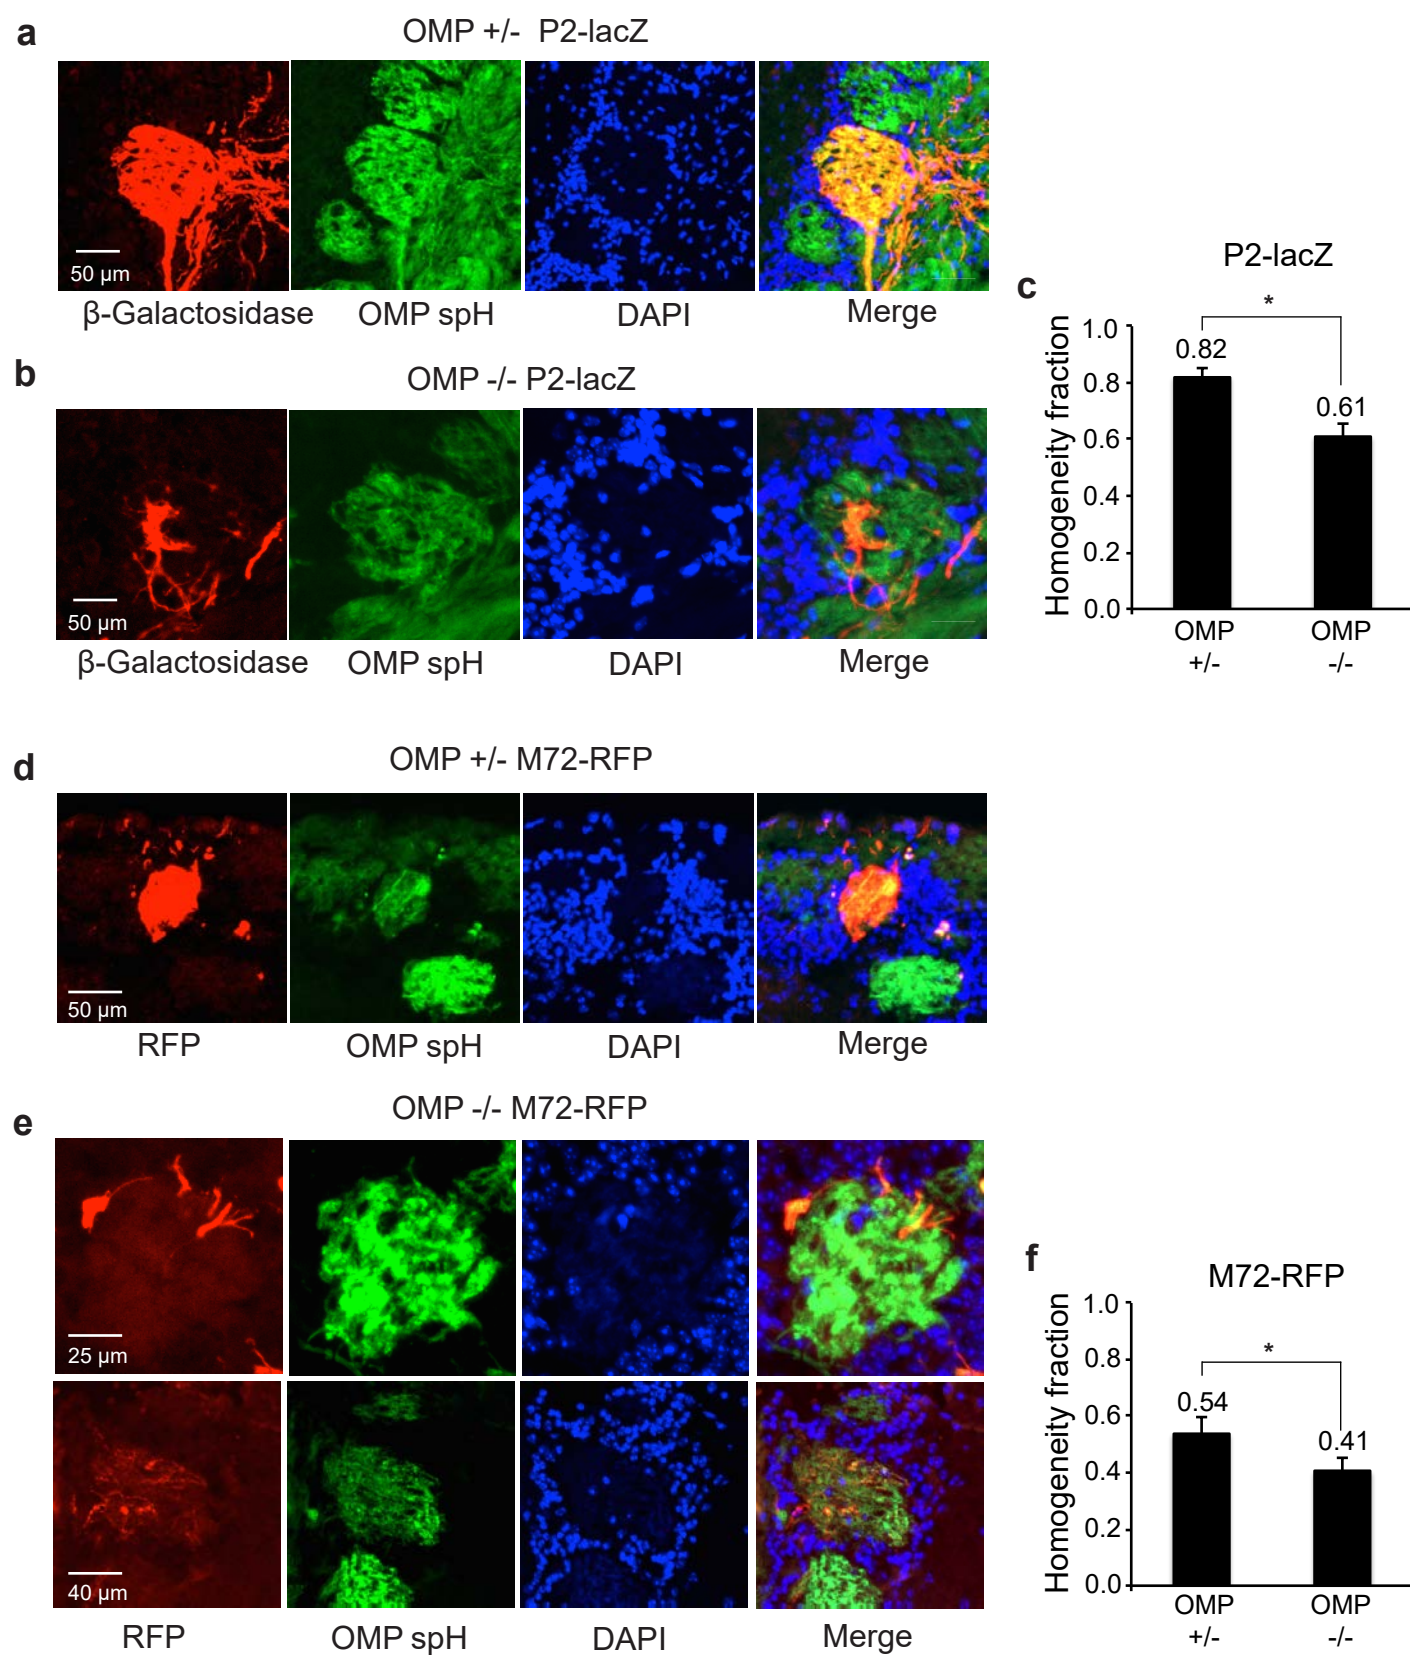 a
OMP +/- P2-lacZ
50 µm
β-Galactosidase
OMP spH
DAPI
Merge
b
OMP -/- P2-lacZ
50 µm
β-Galactosidase
OMP spH
DAPI
Merge
c
P2-lacZ
*
Homogeneity fraction
1.0
0.8
0.6
0.4
0.2
0.0
0.82
0.61
OMP
+/-
OMP
-/-
d
OMP +/- M72-RFP
50 µm
RFP
OMP spH
DAPI
Merge
e
OMP -/- M72-RFP
25 µm
40 µm
RFP
OMP spH
DAPI
Merge
f
M72-RFP
*
Homogeneity fraction
1.0
0.8
0.6
0.4
0.2
0.0
0.54
0.41
OMP
+/-
OMP
-/-